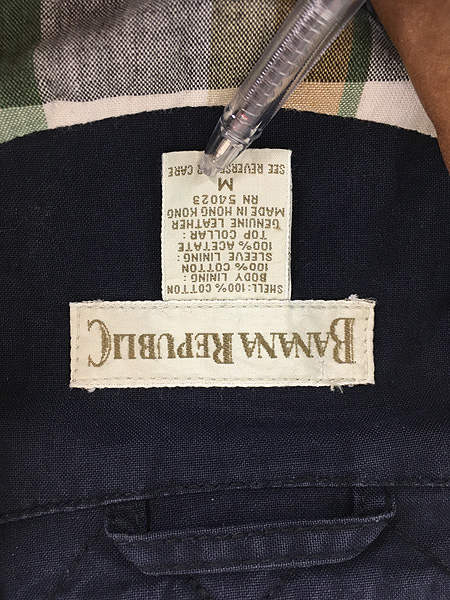 BANANA REPUBLIC
SHELL: 100% COTTON
BODY LINING:
100% COTTON
SLEEVE LINING:
100% ACETATE
TOP COLLAR:
GENUINE LEATHER
MADE IN HONG KONG
RN 54023
M
SEE REVERSE CARE